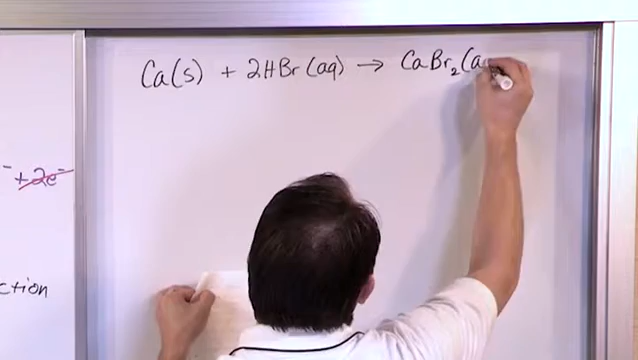 Ca(s) + 2HBr(aq) → CaBr₂(a
⁻ + 2e⁻
ction